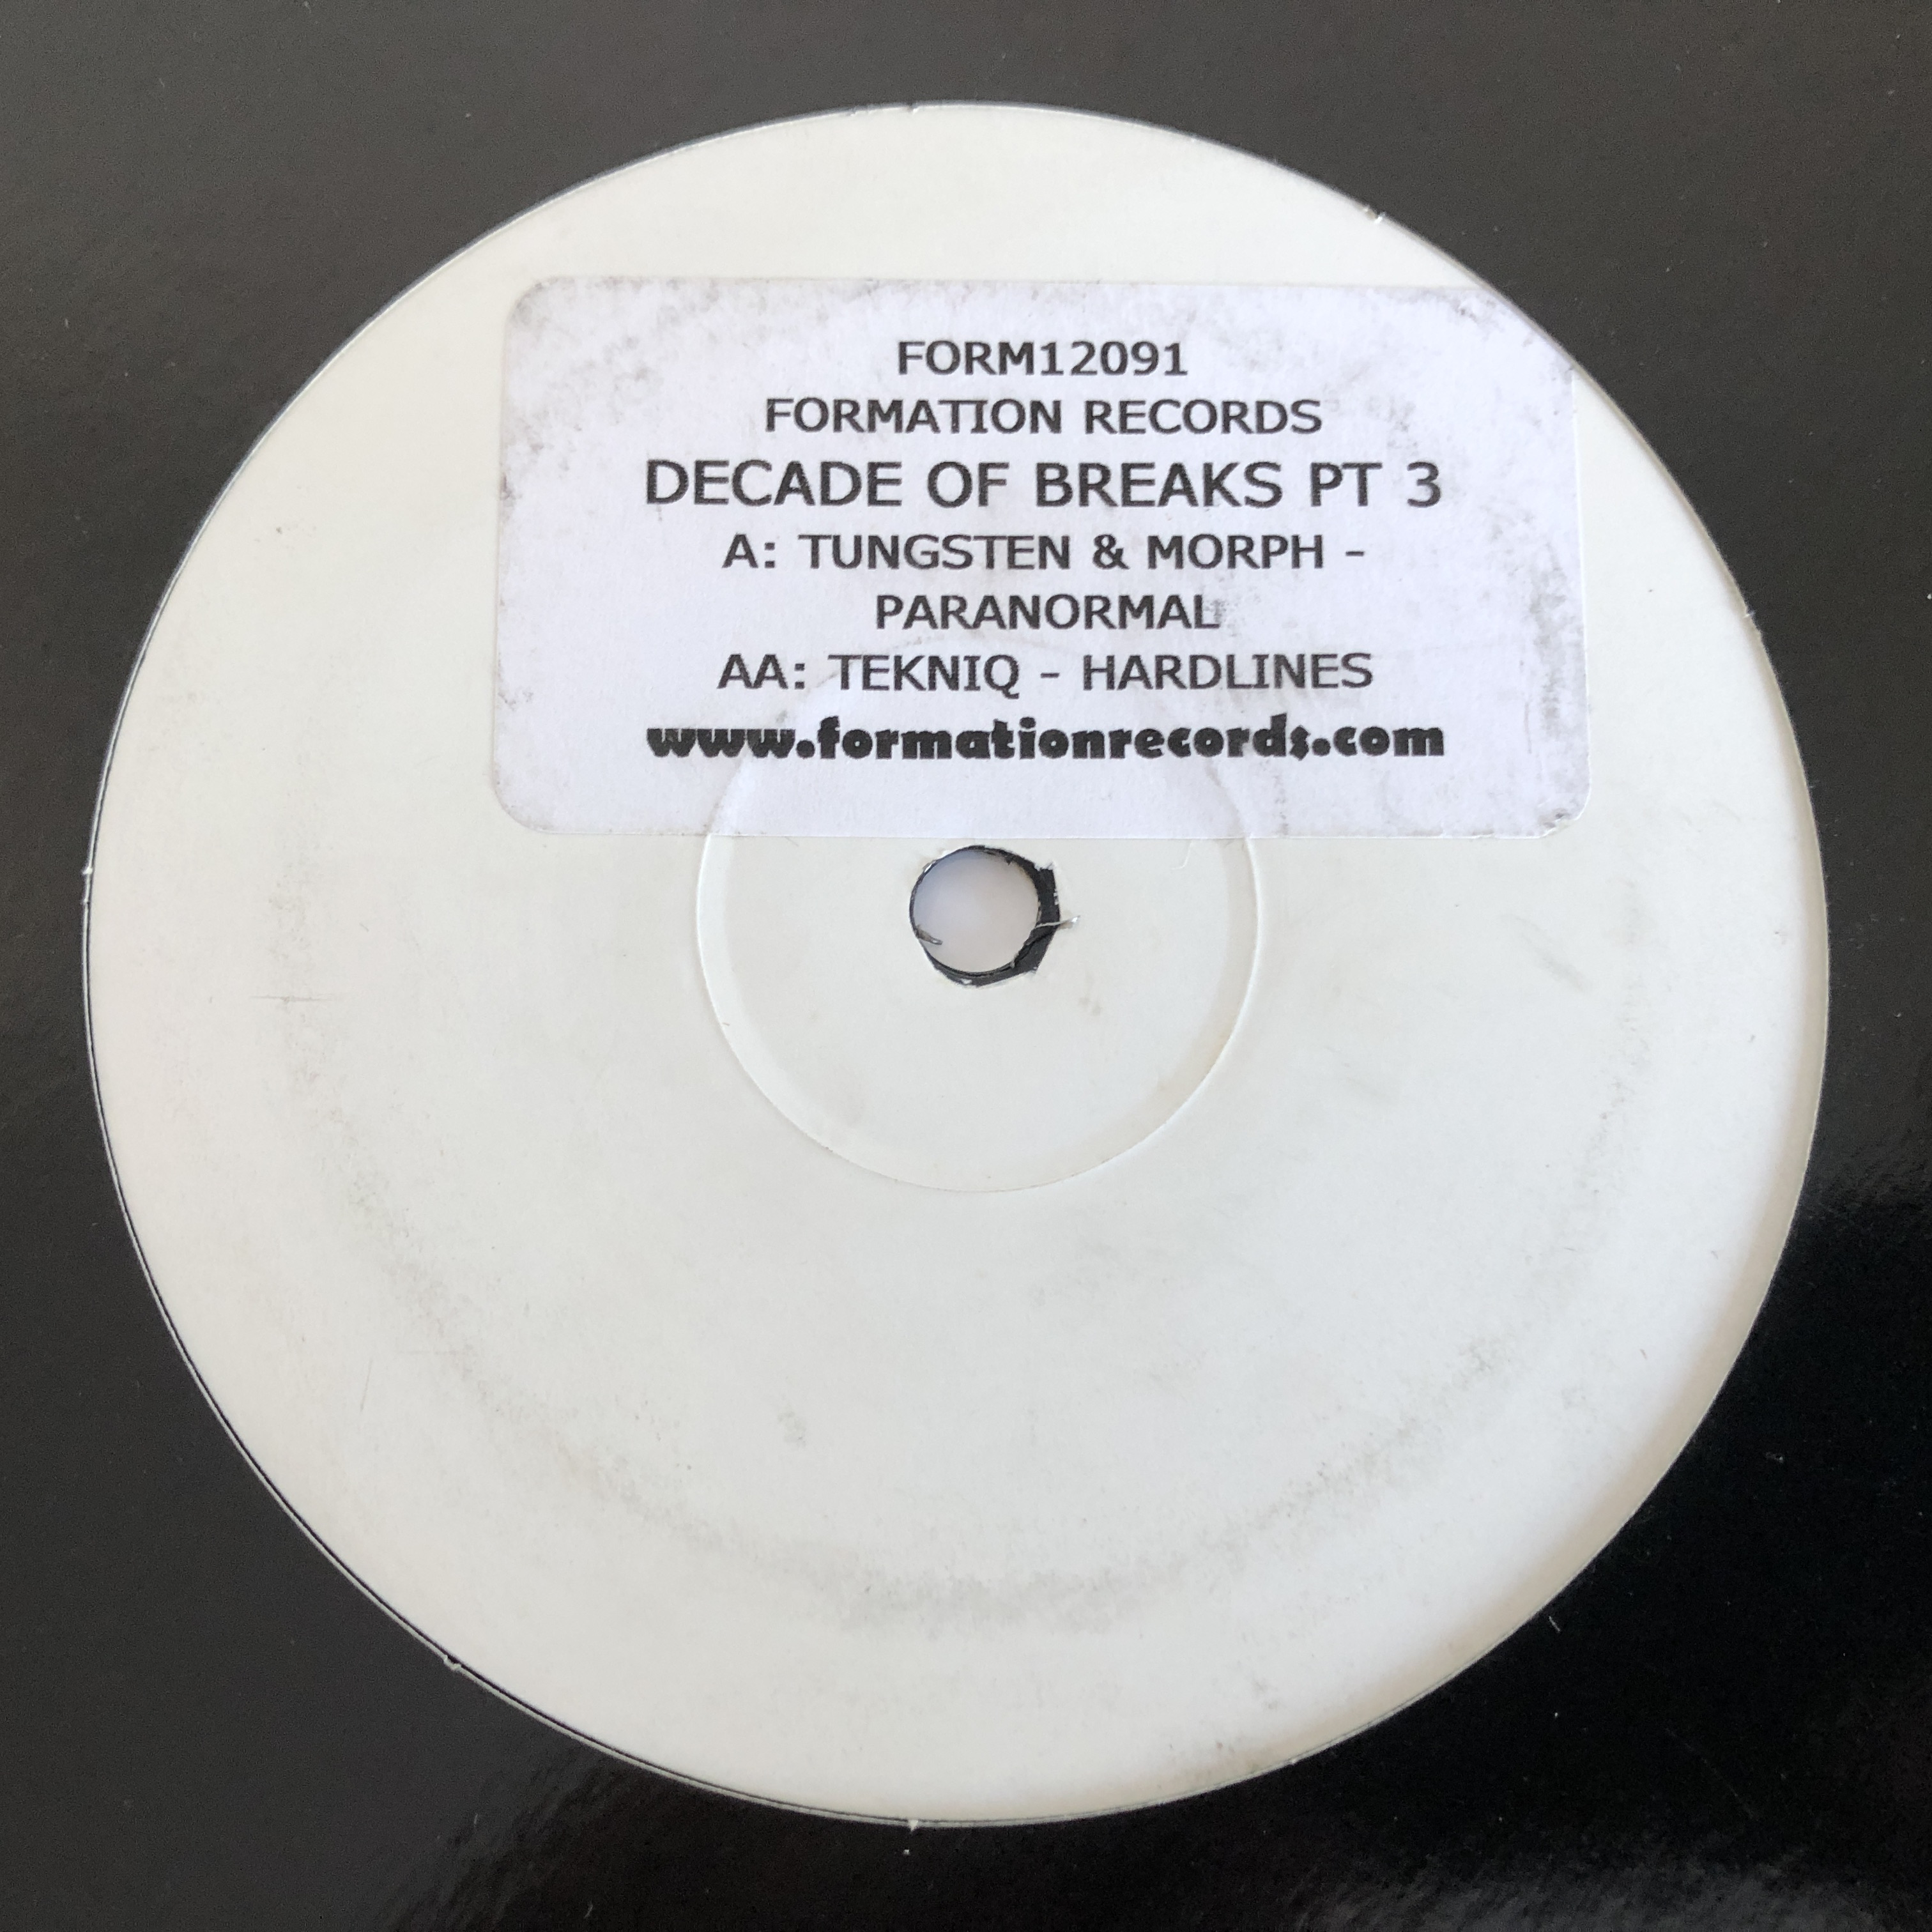 FORM12091
FORMATION RECORDS
DECADE OF BREAKS PT 3
A: TUNGSTEN & MORPH -
PARANORMAL
AA: TEKNIQ - HARDLINES
www.formationrecords.com